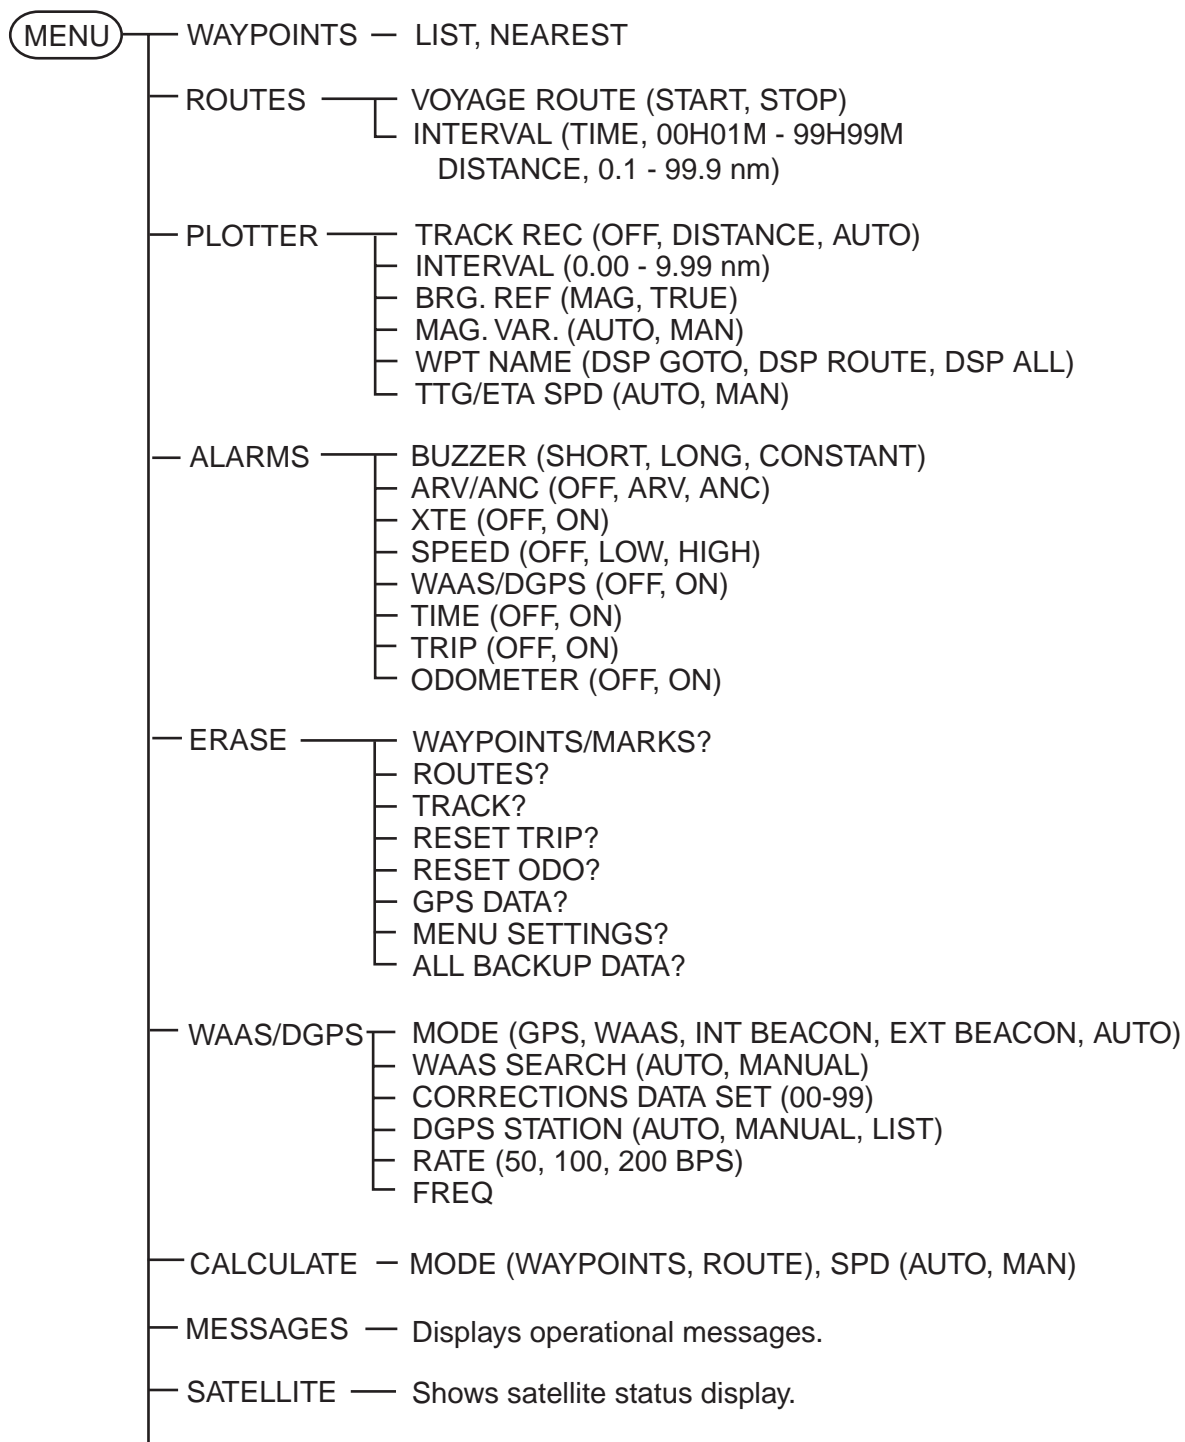 MENU WAYPOINTS LIST, NEAREST
ROUTES VOYAGE ROUTE (START, STOP)
INTERVAL (TIME, 00H01M - 99H99M
DISTANCE, 0.1 - 99.9 nm)
PLOTTER TRACK REC (OFF, DISTANCE, AUTO)
INTERVAL (0.00 - 9.99 nm)
BRG. REF (MAG, TRUE)
MAG. VAR. (AUTO, MAN)
WPT NAME (DSP GOTO, DSP ROUTE, DSP ALL)
TTG/ETA SPD (AUTO, MAN)
ALARMS BUZZER (SHORT, LONG, CONSTANT)
ARV/ANC (OFF, ARV, ANC)
XTE (OFF, ON)
SPEED (OFF, LOW, HIGH)
WAAS/DGPS (OFF, ON)
TIME (OFF, ON)
TRIP (OFF, ON)
ODOMETER (OFF, ON)
ERASE WAYPOINTS/MARKS?
ROUTES?
TRACK?
RESET TRIP?
RESET ODO?
GPS DATA?
MENU SETTINGS?
ALL BACKUP DATA?
WAAS/DGPS MODE (GPS, WAAS, INT BEACON, EXT BEACON, AUTO)
WAAS SEARCH (AUTO, MANUAL)
CORRECTIONS DATA SET (00-99)
DGPS STATION (AUTO, MANUAL, LIST)
RATE (50, 100, 200 BPS)
FREQ
CALCULATE MODE (WAYPOINTS, ROUTE), SPD (AUTO, MAN)
MESSAGES Displays operational messages.
SATELLITE Shows satellite status display.